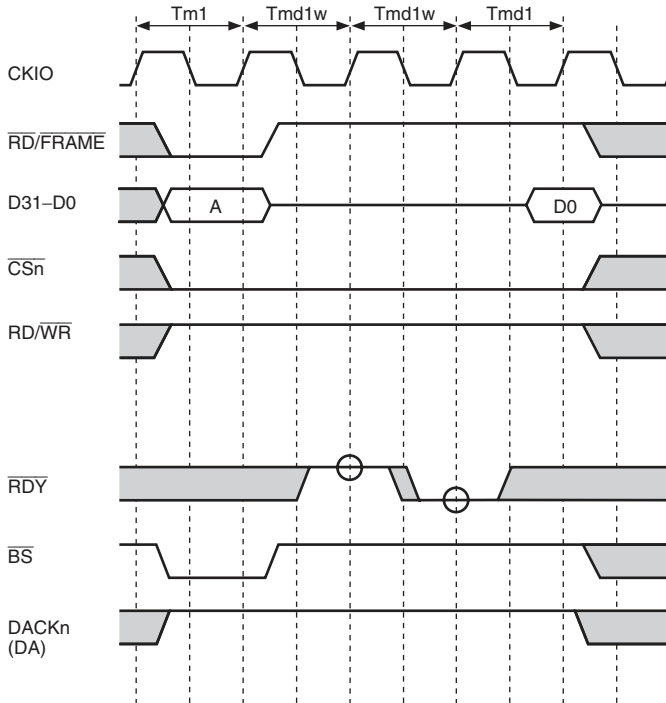 Tm1 Tmd1w Tmd1w Tmd1
CKIO
RD/FRAME
D31–D0 A D0
CSn
RD/WR
RDY
BS
DACKn
(DA)